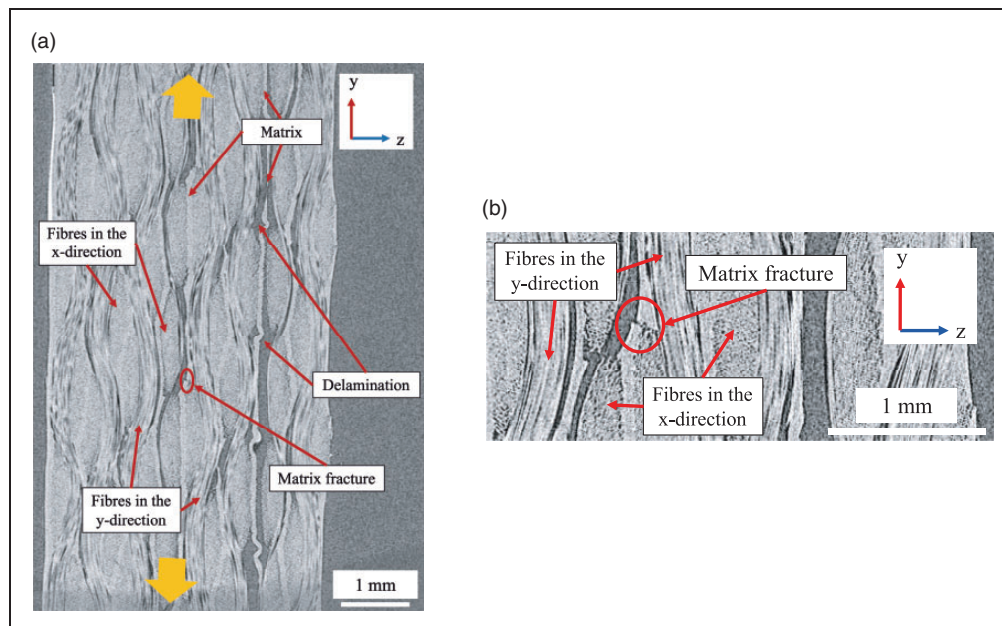 (a)
y
z
Matrix
Fibres in the
x-direction
Delamination
Matrix fracture
Fibres in the
y-direction
1 mm
(b)
Fibres in the
y-direction
Matrix fracture
y
z
Fibres in the
x-direction
1 mm